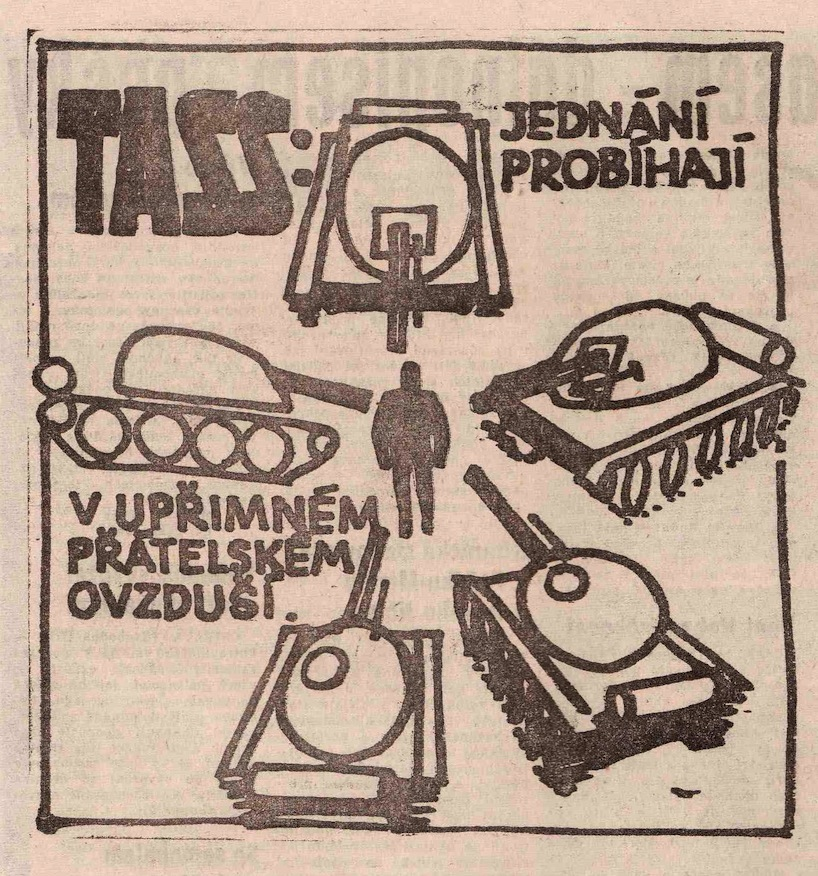 TASS:
JEDNÁNÍ
PROBÍHAJÍ
V UPŘIMNÉM
PŘÁTELSKÉM
OVZDUŠÍ.